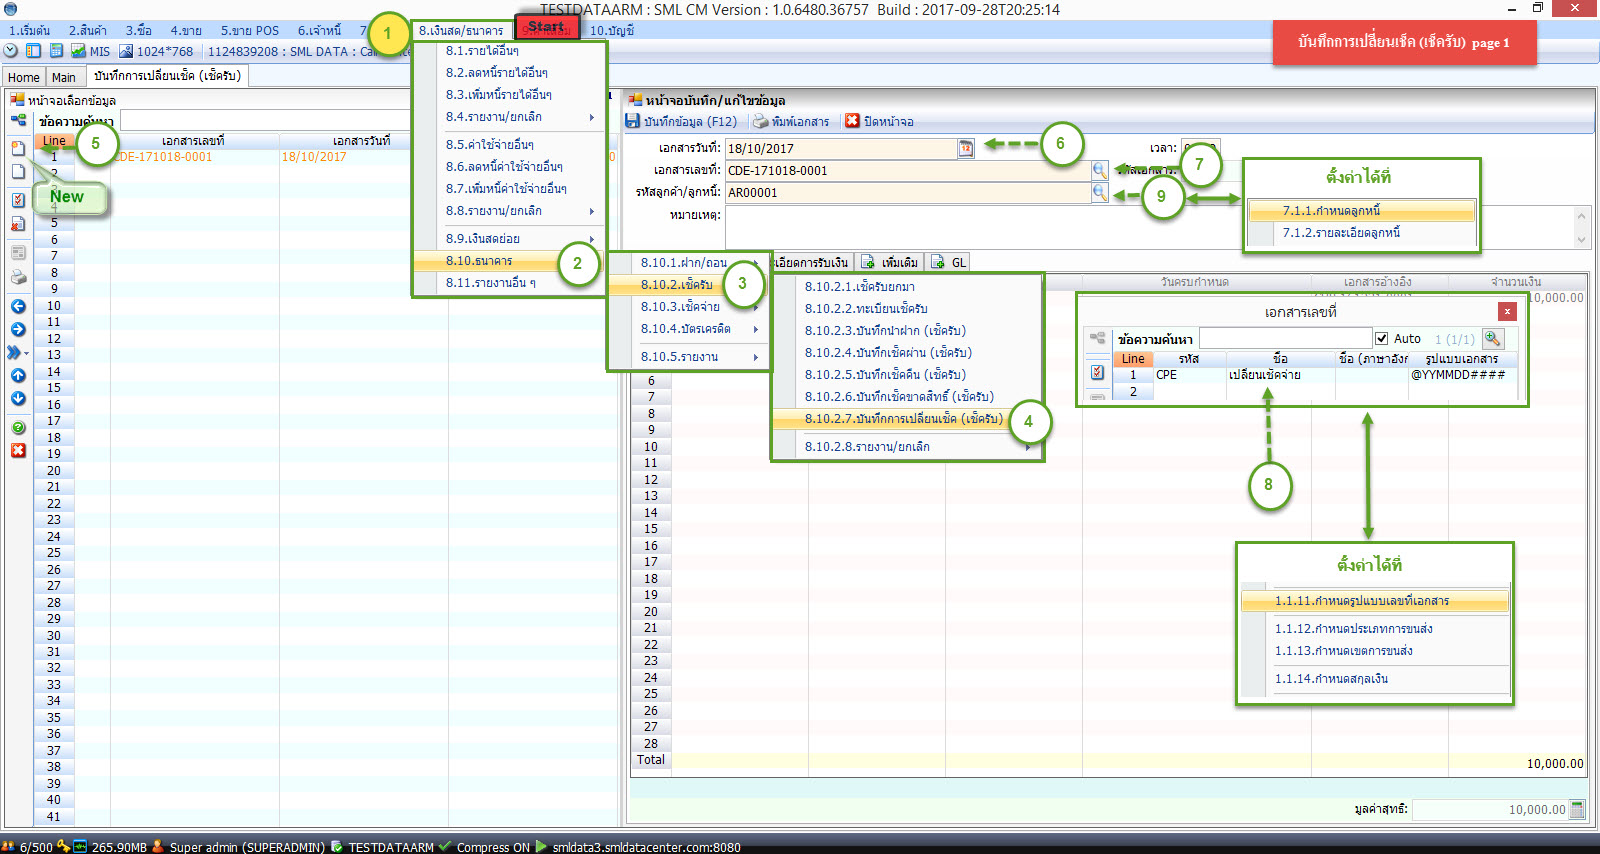 TESTDATAARM : SML CM Version : 1.0.6480.36757 Build : 2017-09-28T20:25:14
1.เริ่มต้น 2.สินค้า 3.ซื้อ 4.ขาย 5.ขาย POS 6.เจ้าหนี้ 7 8.เงินสด/ธนาคาร 10.บัญชี
1
Start
บันทึกการเปลี่ยนเช็ค (เช็ครับ) page 1
MIS 1024*768 1124839208 : SML DATA :
Home Main บันทึกการเปลี่ยนเช็ค (เช็ครับ)
หน้าจอเลือกข้อมูล
ข้อความค้นหา
Line เอกสารเลขที่ เอกสารวันที่
1 CDE-171018-0001 18/10/2017
5
New
8.1.รายได้อื่นๆ
8.2.ลดหนี้รายได้อื่นๆ
8.3.เพิ่มหนี้รายได้อื่นๆ
8.4.รายงาน/ยกเลิก
8.5.ค่าใช้จ่ายอื่นๆ
8.6.ลดหนี้ค่าใช้จ่ายอื่นๆ
8.7.เพิ่มหนี้ค่าใช้จ่ายอื่นๆ
8.8.รายงาน/ยกเลิก
8.9.เงินสดย่อย
8.10.ธนาคาร
8.11.รายงานอื่น ๆ
2
8.10.1.ฝาก/ถอน
8.10.2.เช็ครับ
8.10.3.เช็คจ่าย
8.10.4.บัตรเครดิต
8.10.5.รายงาน
3
8.10.2.1.เช็ครับยกมา
8.10.2.2.ทะเบียนเช็ครับ
8.10.2.3.บันทึกนำฝาก (เช็ครับ)
8.10.2.4.บันทึกเช็คผ่าน (เช็ครับ)
8.10.2.5.บันทึกเช็คคืน (เช็ครับ)
8.10.2.6.บันทึกเช็คขาดสิทธิ์ (เช็ครับ)
8.10.2.7.บันทึกการเปลี่ยนเช็ค (เช็ครับ)
8.10.2.8.รายงาน/ยกเลิก
4
หน้าจอบันทึก/แก้ไขข้อมูล
บันทึกข้อมูล (F12) พิมพ์เอกสาร ปิดหน้าจอ
เอกสารวันที่: 18/10/2017 เวลา:
เอกสารเลขที่: CDE-171018-0001
รหัสลูกค้า/ลูกหนี้: AR00001
หมายเหตุ:
6
7
9
ตั้งค่าได้ที่
7.1.1.กำหนดลูกหนี้
7.1.2.รายละเอียดลูกหนี้
เอียดการรับเงิน เพิ่มเติม GL
วันครบกำหนด เอกสารอ้างอิง จำนวนเงิน
10,000.00
เอกสารเลขที่
ข้อความค้นหา Auto 1 (1/1)
Line รหัส ชื่อ ชื่อ (ภาษาอังก รูปแบบเอกสาร
1 CPE เปลี่ยนเช็คจ่าย @YYMMDD####
2
8
ตั้งค่าได้ที่
1.1.11.กำหนดรูปแบบเลขที่เอกสาร
1.1.12.กำหนดประเภทการขนส่ง
1.1.13.กำหนดเขตการขนส่ง
1.1.14.กำหนดสกุลเงิน
5
6
7
8
9
10
11
12
13
14
15
16
17
18
19
20
21
22
23
24
25
26
27
28
29
30
31
32
33
34
35
36
37
38
39
40
41
6
7
8
9
10
11
12
13
14
15
16
17
18
19
20
21
22
23
24
25
26
27
28
Total 10,000.00
มูลค่าสุทธิ: 10,000.00
6/500 265.90MB Super admin (SUPERADMIN) TESTDATAARM Compress ON smldata3.smldatacenter.com:8080